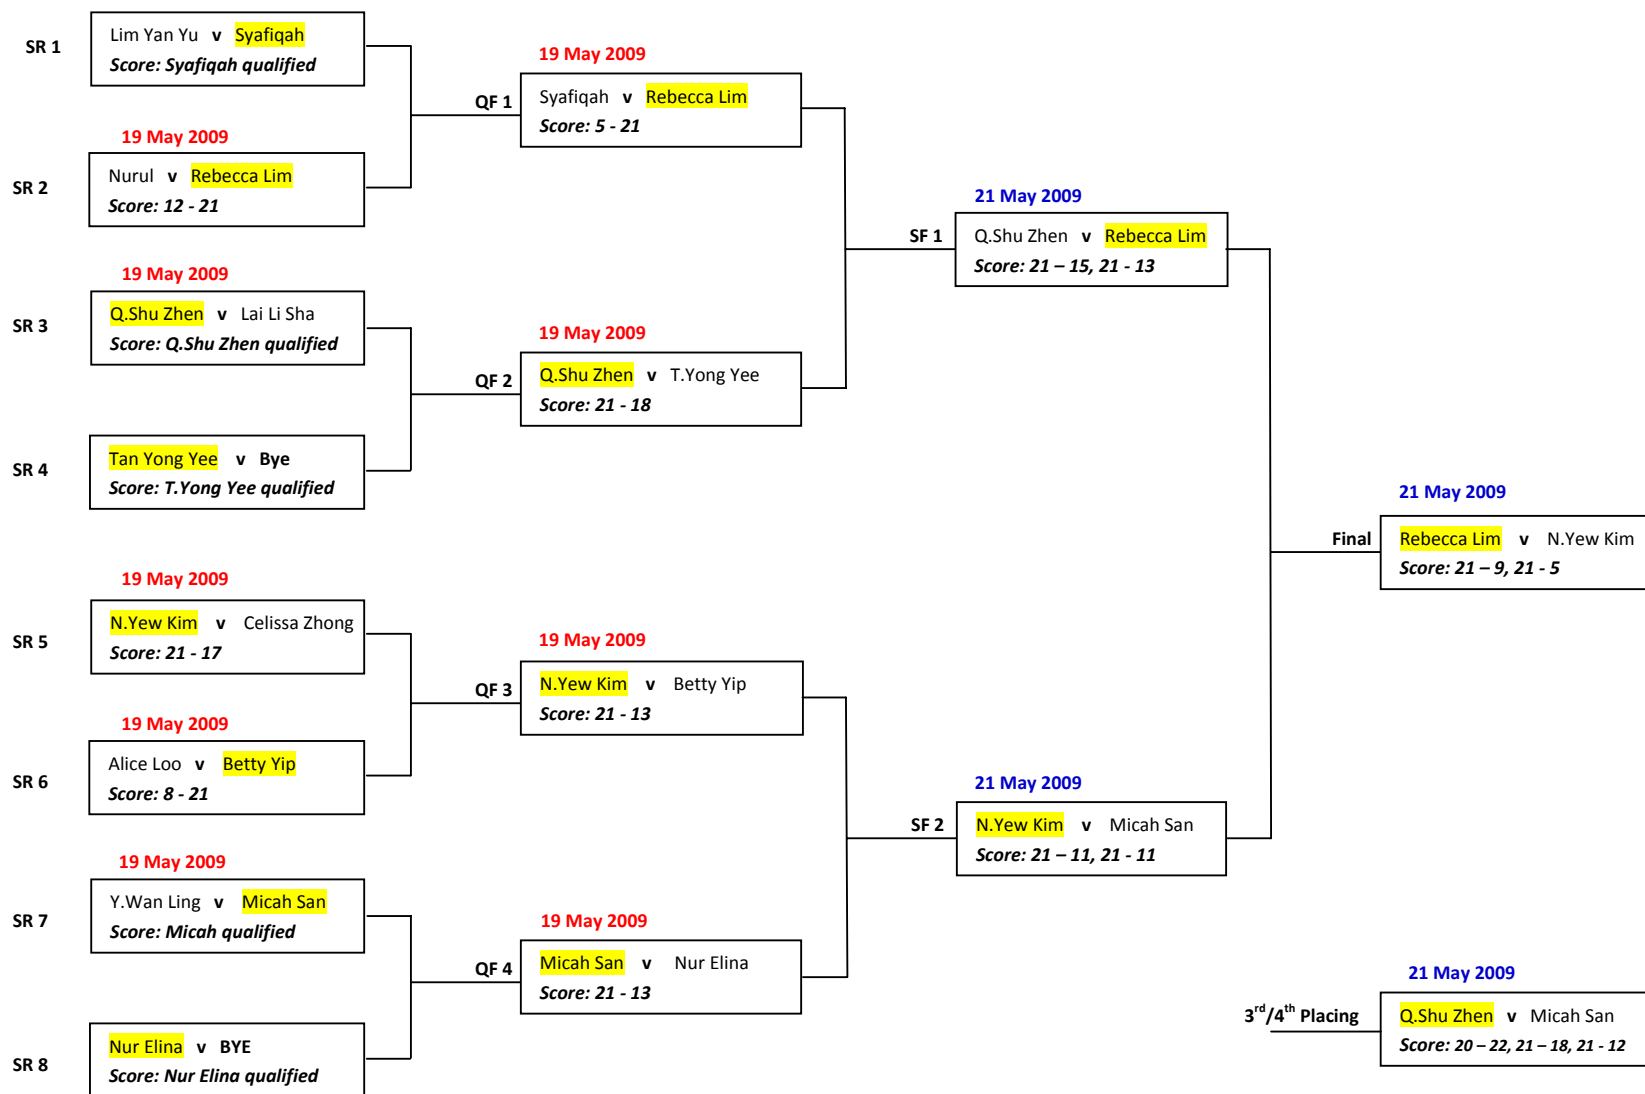 SR 1
Lim Yan Yu v Syafiqah
Score: Syafiqah qualified
19 May 2009
SR 2
Nurul v Rebecca Lim
Score: 12 - 21
19 May 2009
SR 3
Q.Shu Zhen v Lai Li Sha
Score: Q.Shu Zhen qualified
SR 4
Tan Yong Yee v Bye
Score: T.Yong Yee qualified
19 May 2009
SR 5
N.Yew Kim v Celissa Zhong
Score: 21 - 17
19 May 2009
SR 6
Alice Loo v Betty Yip
Score: 8 - 21
19 May 2009
SR 7
Y.Wan Ling v Micah San
Score: Micah qualified
SR 8
Nur Elina v BYE
Score: Nur Elina qualified
19 May 2009
QF 1
Syafiqah v Rebecca Lim
Score: 5 - 21
19 May 2009
QF 2
Q.Shu Zhen v T.Yong Yee
Score: 21 - 18
19 May 2009
QF 3
N.Yew Kim v Betty Yip
Score: 21 - 13
19 May 2009
QF 4
Micah San v Nur Elina
Score: 21 - 13
21 May 2009
SF 1
Q.Shu Zhen v Rebecca Lim
Score: 21 – 15, 21 - 13
21 May 2009
SF 2
N.Yew Kim v Micah San
Score: 21 – 11, 21 - 11
21 May 2009
Final
Rebecca Lim v N.Yew Kim
Score: 21 – 9, 21 - 5
21 May 2009
3rd/4th Placing
Q.Shu Zhen v Micah San
Score: 20 – 22, 21 – 18, 21 - 12